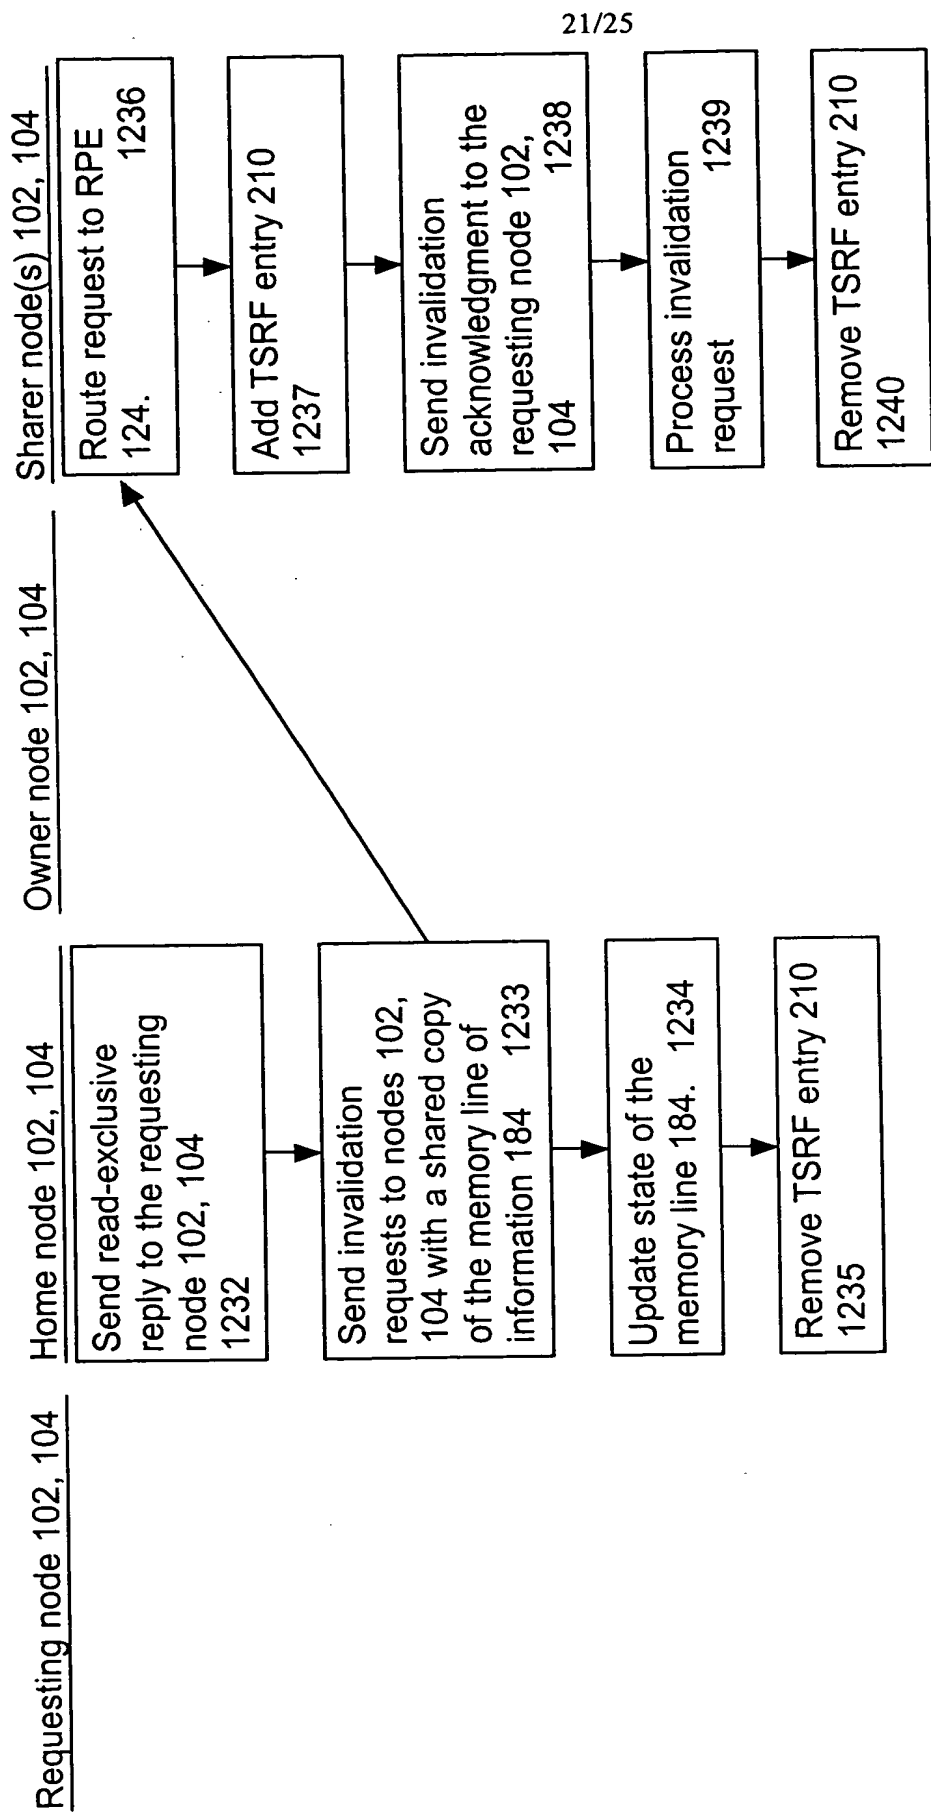 21/25
Requesting node 102, 104
Home node 102, 104
Send read-exclusive
reply to the requesting
node 102, 104
1232
Send invalidation
requests to nodes 102,
104 with a shared copy
of the memory line of
information 184 1233
Update state of the
memory line 184. 1234
Remove TSRF entry 210
1235
Owner node 102, 104
Sharer node(s) 102, 104
Route request to RPE
124. 1236
Add TSRF entry 210
1237
Send invalidation
acknowledgment to the
requesting node 102,
104 1238
Process invalidation
request 1239
Remove TSRF entry 210
1240